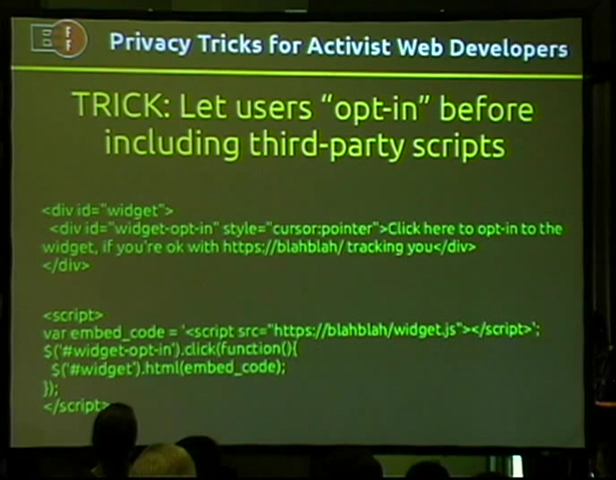 E F F
Privacy Tricks for Activist Web Developers
TRICK: Let users “opt-in” before
including third-party scripts
<div id="widget">
<div id="widget-opt-in" style="cursor:pointer">Click here to opt-in to the
widget, if you're ok with https://blahblah/ tracking you</div>
</div>
<script>
var embed_code = '<script src="https://blahblah/widget.js"></script>';
$('#widget-opt-in').click(function(){
$('#widget').html(embed_code);
});
</script>